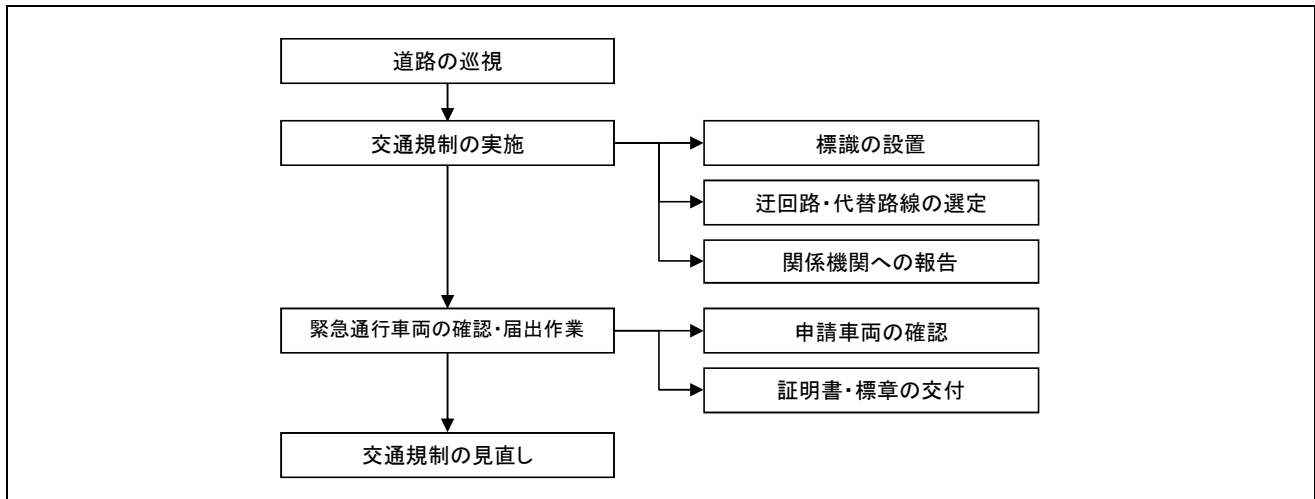 道路の巡視
交通規制の実施
標識の設置
迂回路・代替路線の選定
関係機関への報告
緊急通行車両の確認・届出作業
申請車両の確認
証明書・標章の交付
交通規制の見直し